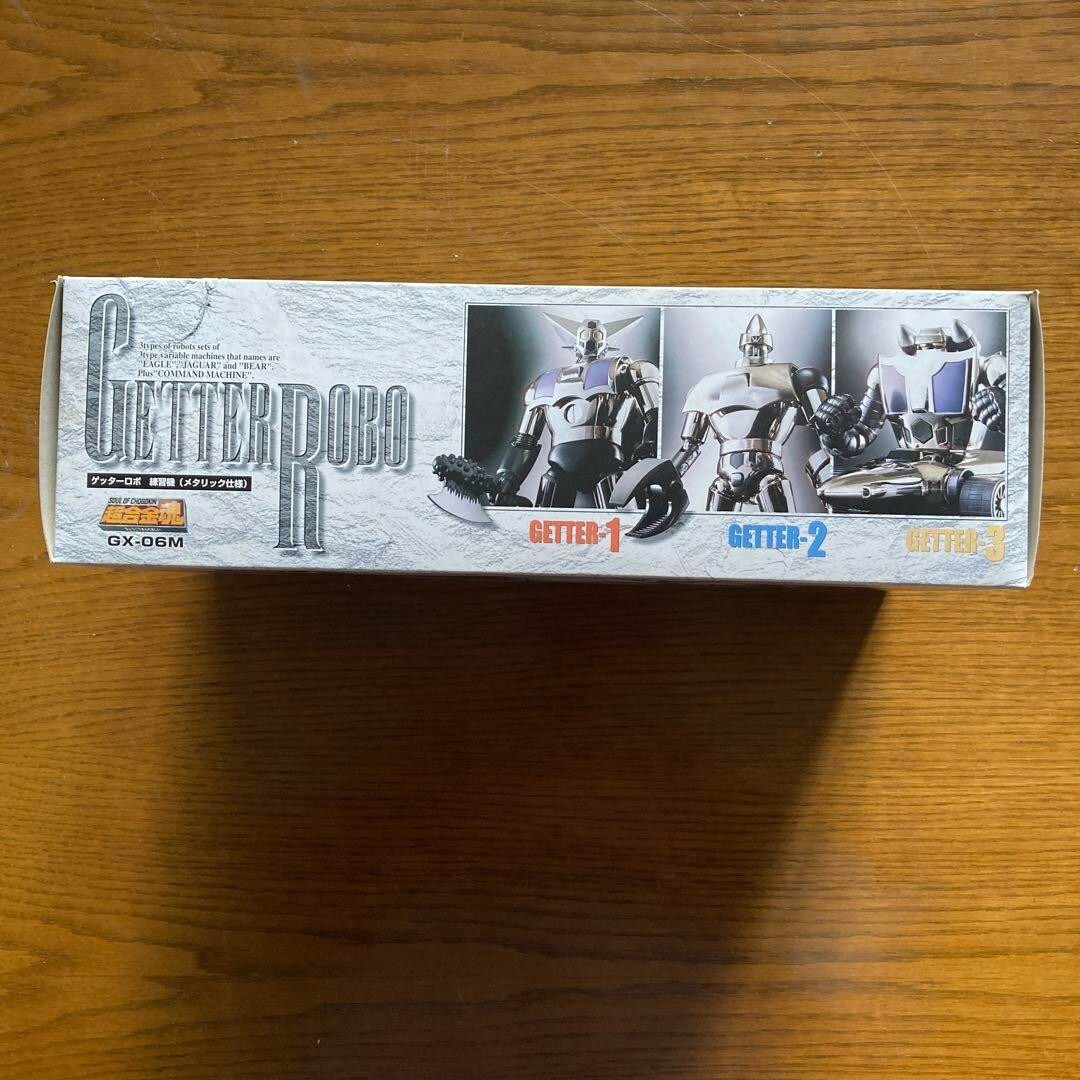 3types of robots sets of
3type variable machines that names are
"EAGLE","JAGUAR" and "BEAR".
Plus"COMMAND MACHINE".
GETTER ROBO
ゲッターロボ 練習機（メタリック仕様）
SOUL OF CHOGOKIN
超合金魂
GX-06M
GETTER-1
GETTER-2
GETTER-3